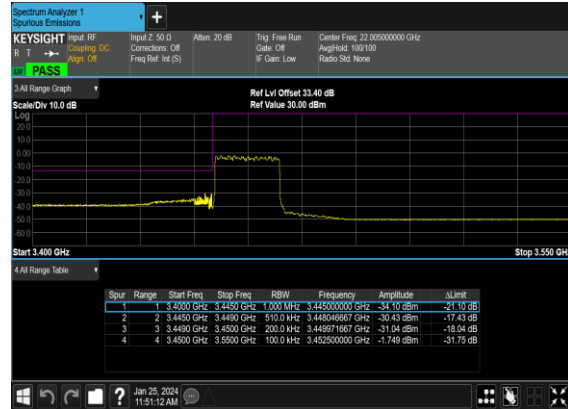 Spectrum Analyzer 1
Spurious Emissions
KEYSIGHT Input: RF Input Z: 50 Ω Atten: 20 dB Trig: Free Run Center Freq: 22.005000000 GHz
R T Coupling: DC Corrections: Off Gate: Off Avg|Hold: 100/100
Align: Off Freq Ref: Int (S) IF Gain: Low Radio Std: None
PASS
3 All Range Graph
Ref Lvl Offset 33.40 dB
Scale/Div 10.0 dB Ref Value 30.00 dBm
Log
20.0
10.0
0.00
-10.0
-20.0
-30.0
-40.0
-50.0
-60.0
Start 3.400 GHz Stop 3.550 GHz
4 All Range Table
Spur Range Start Freq Stop Freq RBW Frequency Amplitude ΔLimit
1 1 3.4000 GHz 3.4450 GHz 1.000 MHz 3.445000000 GHz -34.10 dBm -21.10 dB
2 2 3.4450 GHz 3.4490 GHz 510.0 kHz 3.448046667 GHz -30.43 dBm -17.43 dB
3 3 3.4490 GHz 3.4500 GHz 200.0 kHz 3.449971667 GHz -31.04 dBm -18.04 dB
4 4 3.4500 GHz 3.5500 GHz 100.0 kHz 3.452500000 GHz -1.749 dBm -31.75 dB
? Jan 25, 2024
11:51:12 AM